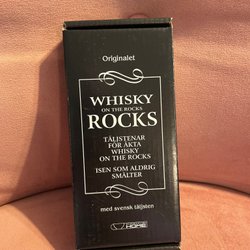 Originalet
WHISKY
ON THE ROCKS
ROCKS
TÄLJSTENAR
FÖR ÄKTA
WHISKY
ON THE ROCKS
ISEN SOM ALDRIG
SMÄLTER
med svensk täljsten
HOME